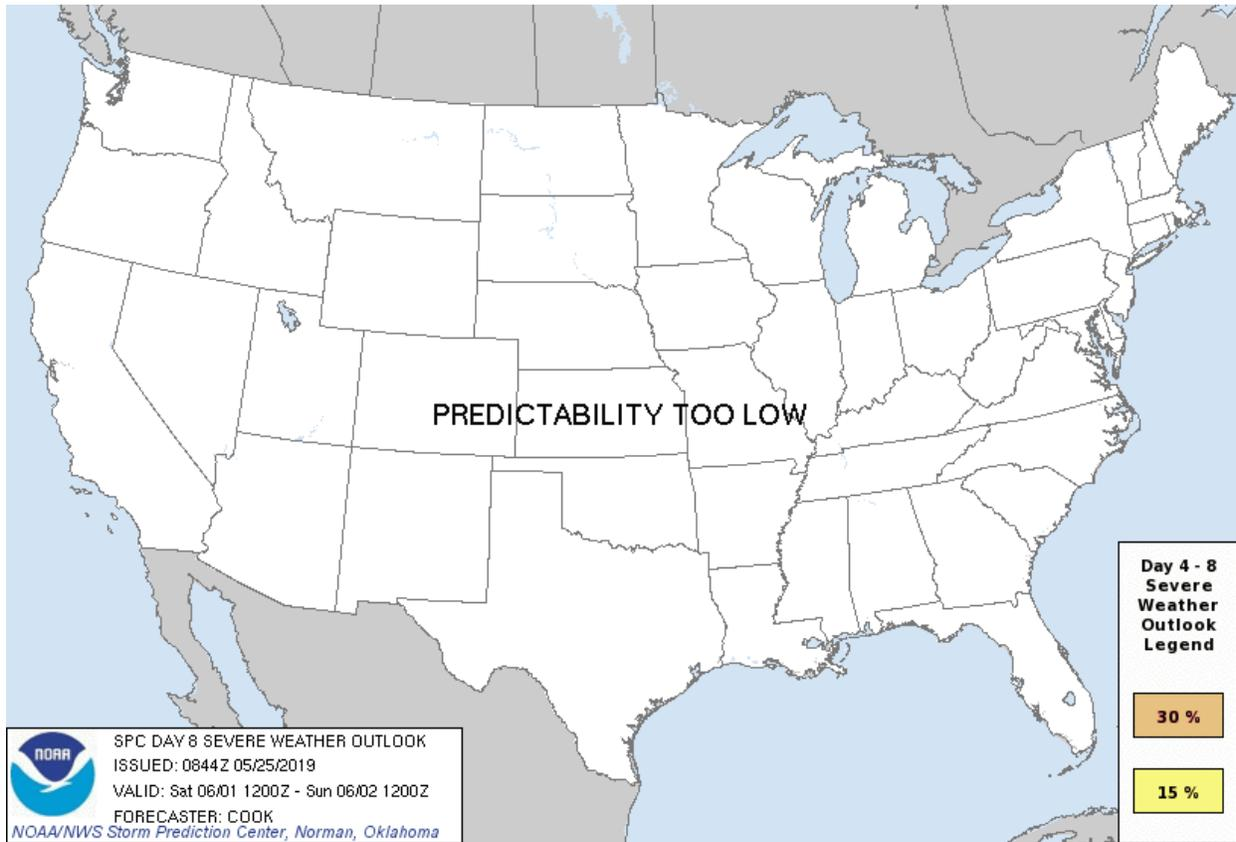 PREDICTABILITY TOO LOW
Day 4 - 8
Severe
Weather
Outlook
Legend
30 %
15 %
NOAA
SPC DAY 8 SEVERE WEATHER OUTLOOK
ISSUED: 0844Z 05/25/2019
VALID: Sat 06/01 1200Z - Sun 06/02 1200Z
FORECASTER: COOK
NOAA/NWS Storm Prediction Center, Norman, Oklahoma